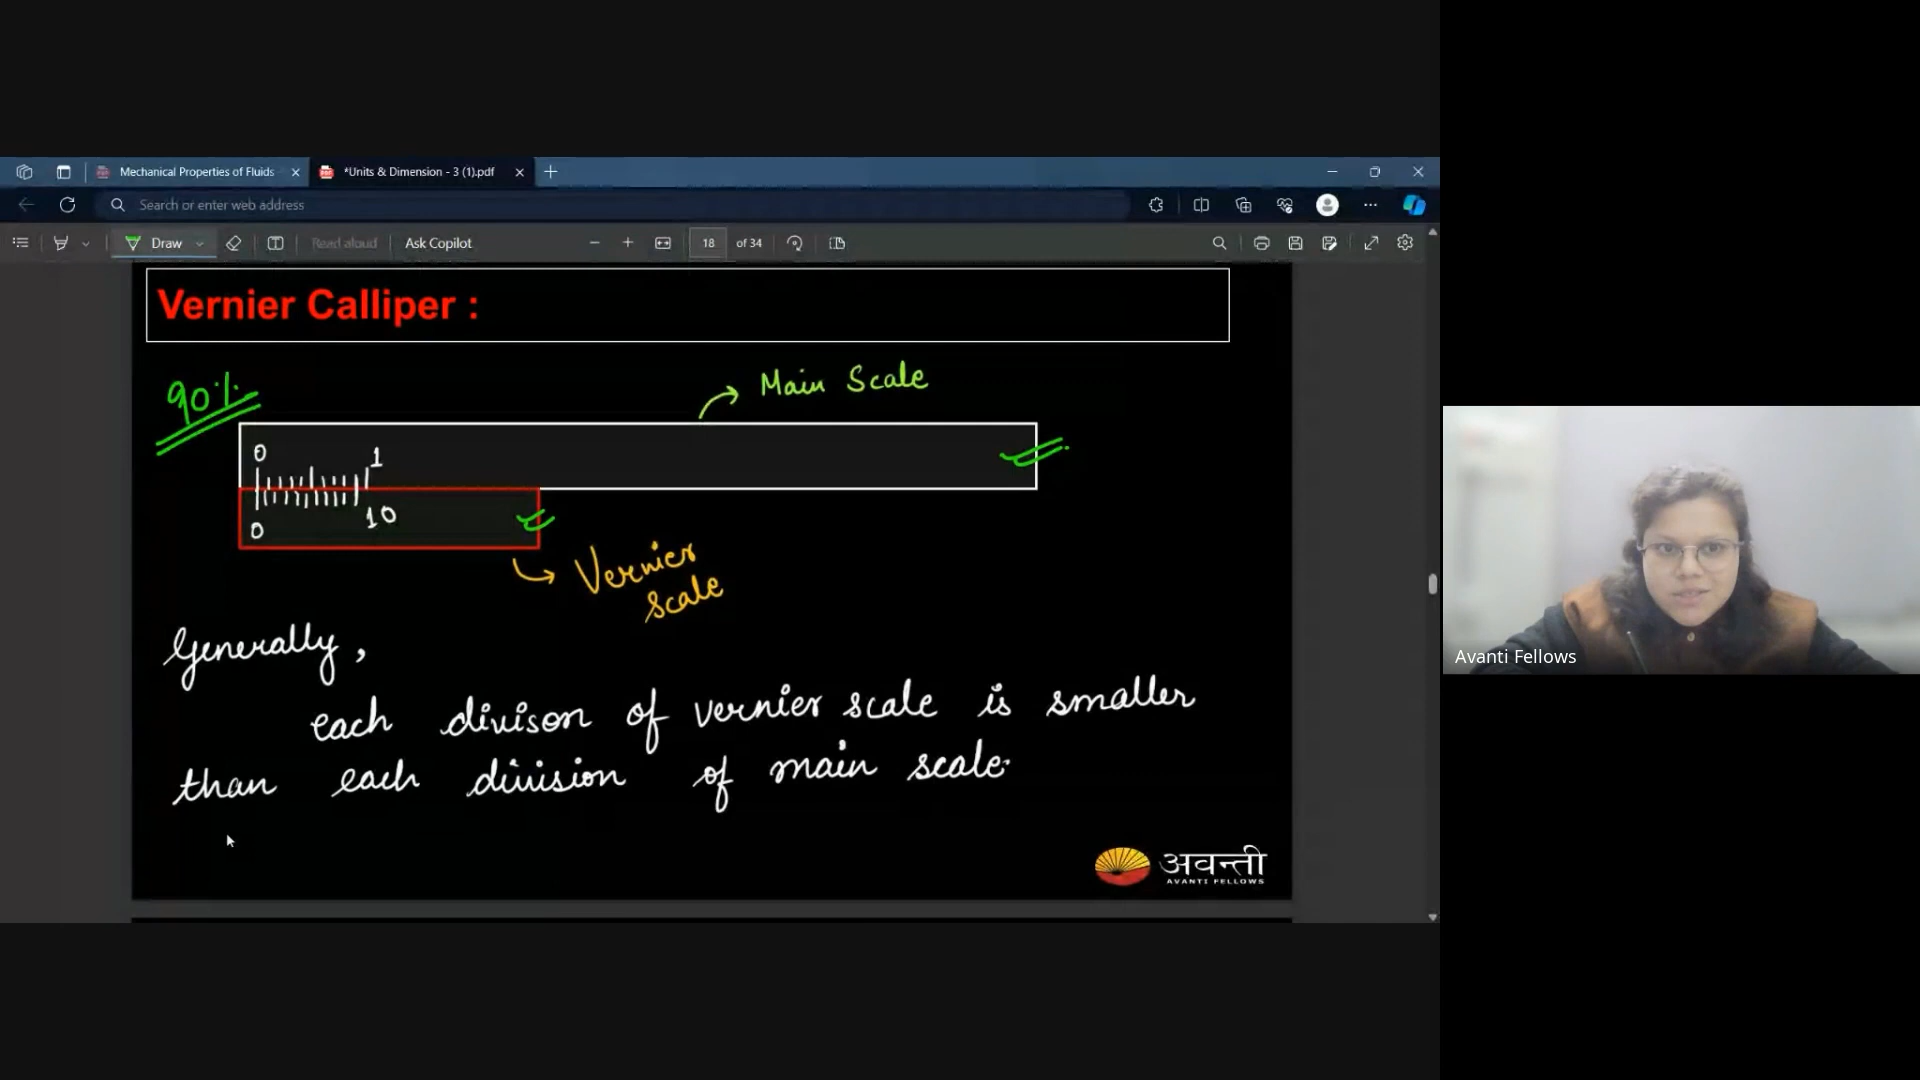 Mechanical Properties of Fluids
*Units & Dimension - 3 (1).pdf
Search or enter web address
Draw
Read aloud
Ask Copilot
18 of 34
Vernier Calliper :
90%
Main Scale
0 1
0 10
Vernier
scale
Generally,
each divison of vernier scale is smaller
than each division of main scale.
अवन्ती
AVANTI FELLOWS
Avanti Fellows